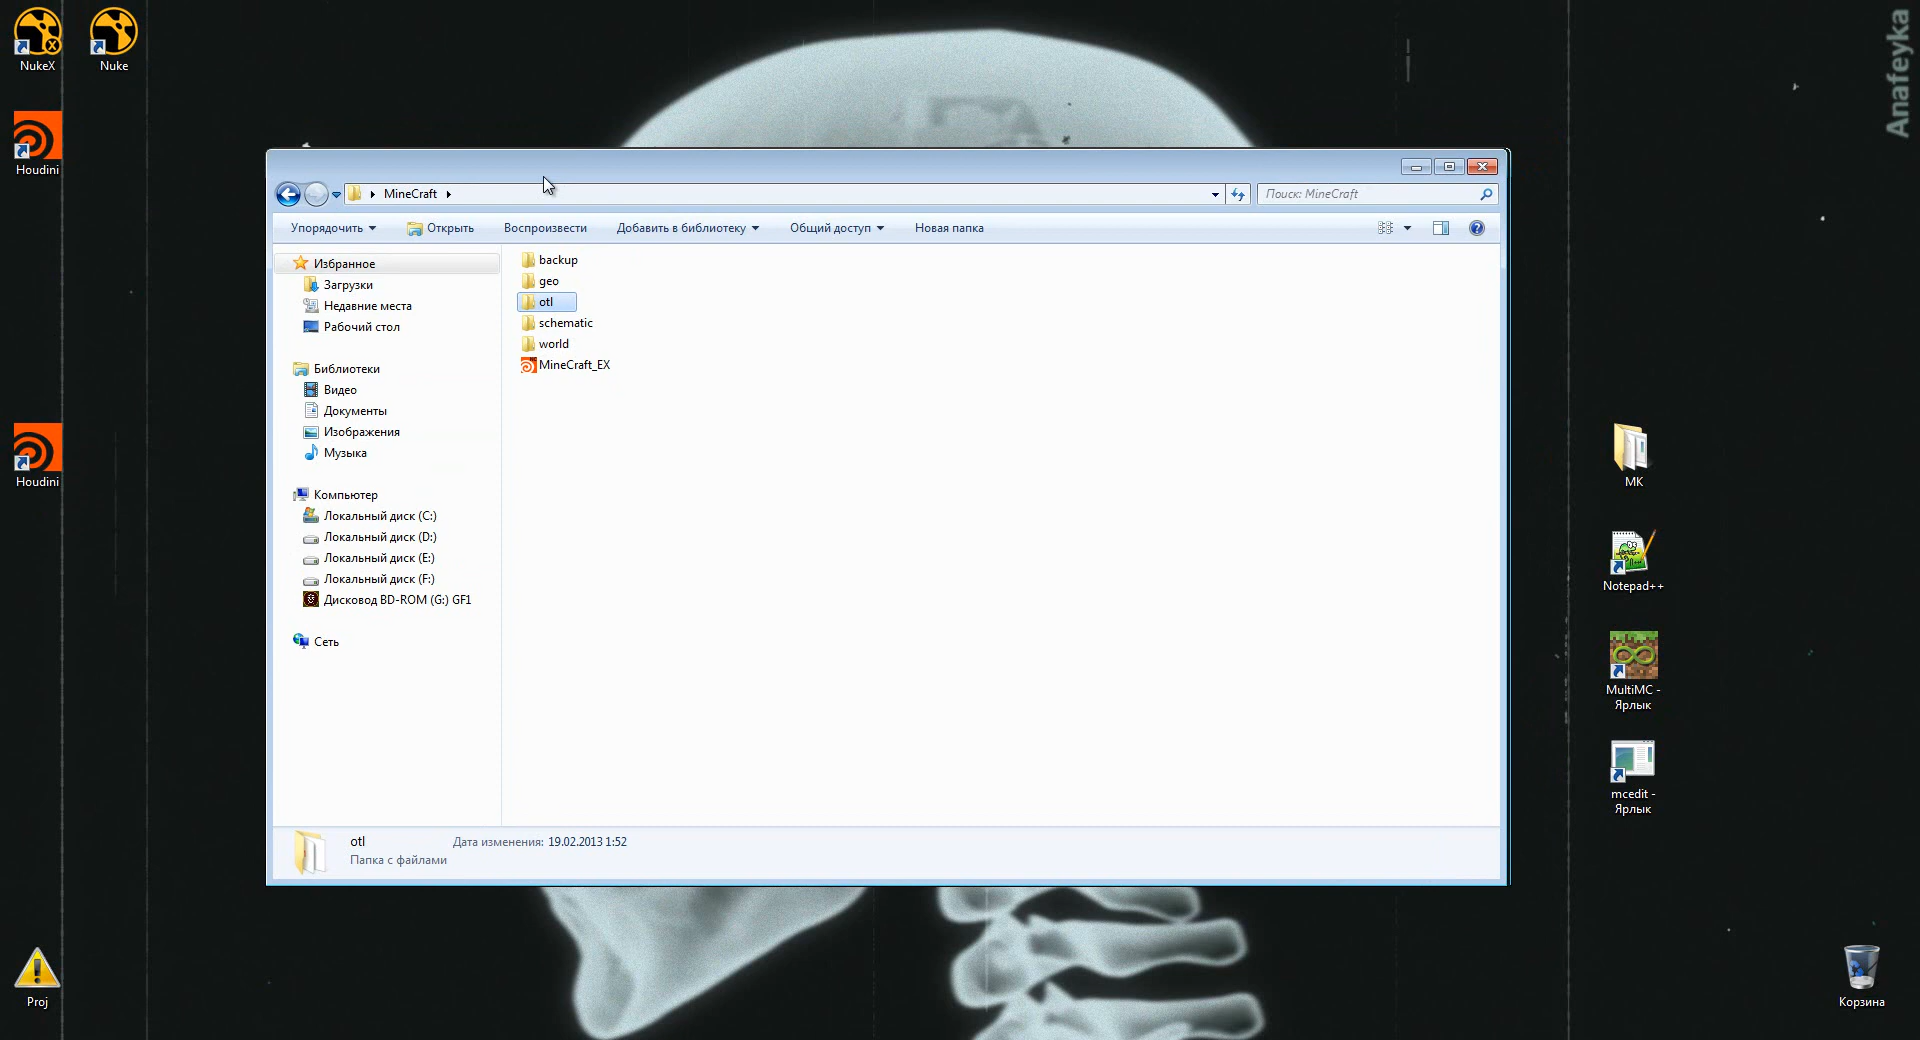 NukeX
Nuke
Houdini
Houdini
Proj
Anafeyka
MineCraft
Поиск: MineCraft
Упорядочить
Открыть
Воспроизвести
Добавить в библиотеку
Общий доступ
Новая папка
Избранное
Загрузки
Недавние места
Рабочий стол
Библиотеки
Видео
Документы
Изображения
Музыка
Компьютер
Локальный диск (C:)
Локальный диск (D:)
Локальный диск (E:)
Локальный диск (F:)
Дисковод BD-ROM (G:) GF1
Сеть
backup
geo
otl
schematic
world
MineCraft_EX
otl
Дата изменения: 19.02.2013 1:52
Папка с файлами
МК
Notepad++
MultiMC -
Ярлык
mcedit -
Ярлык
Корзина